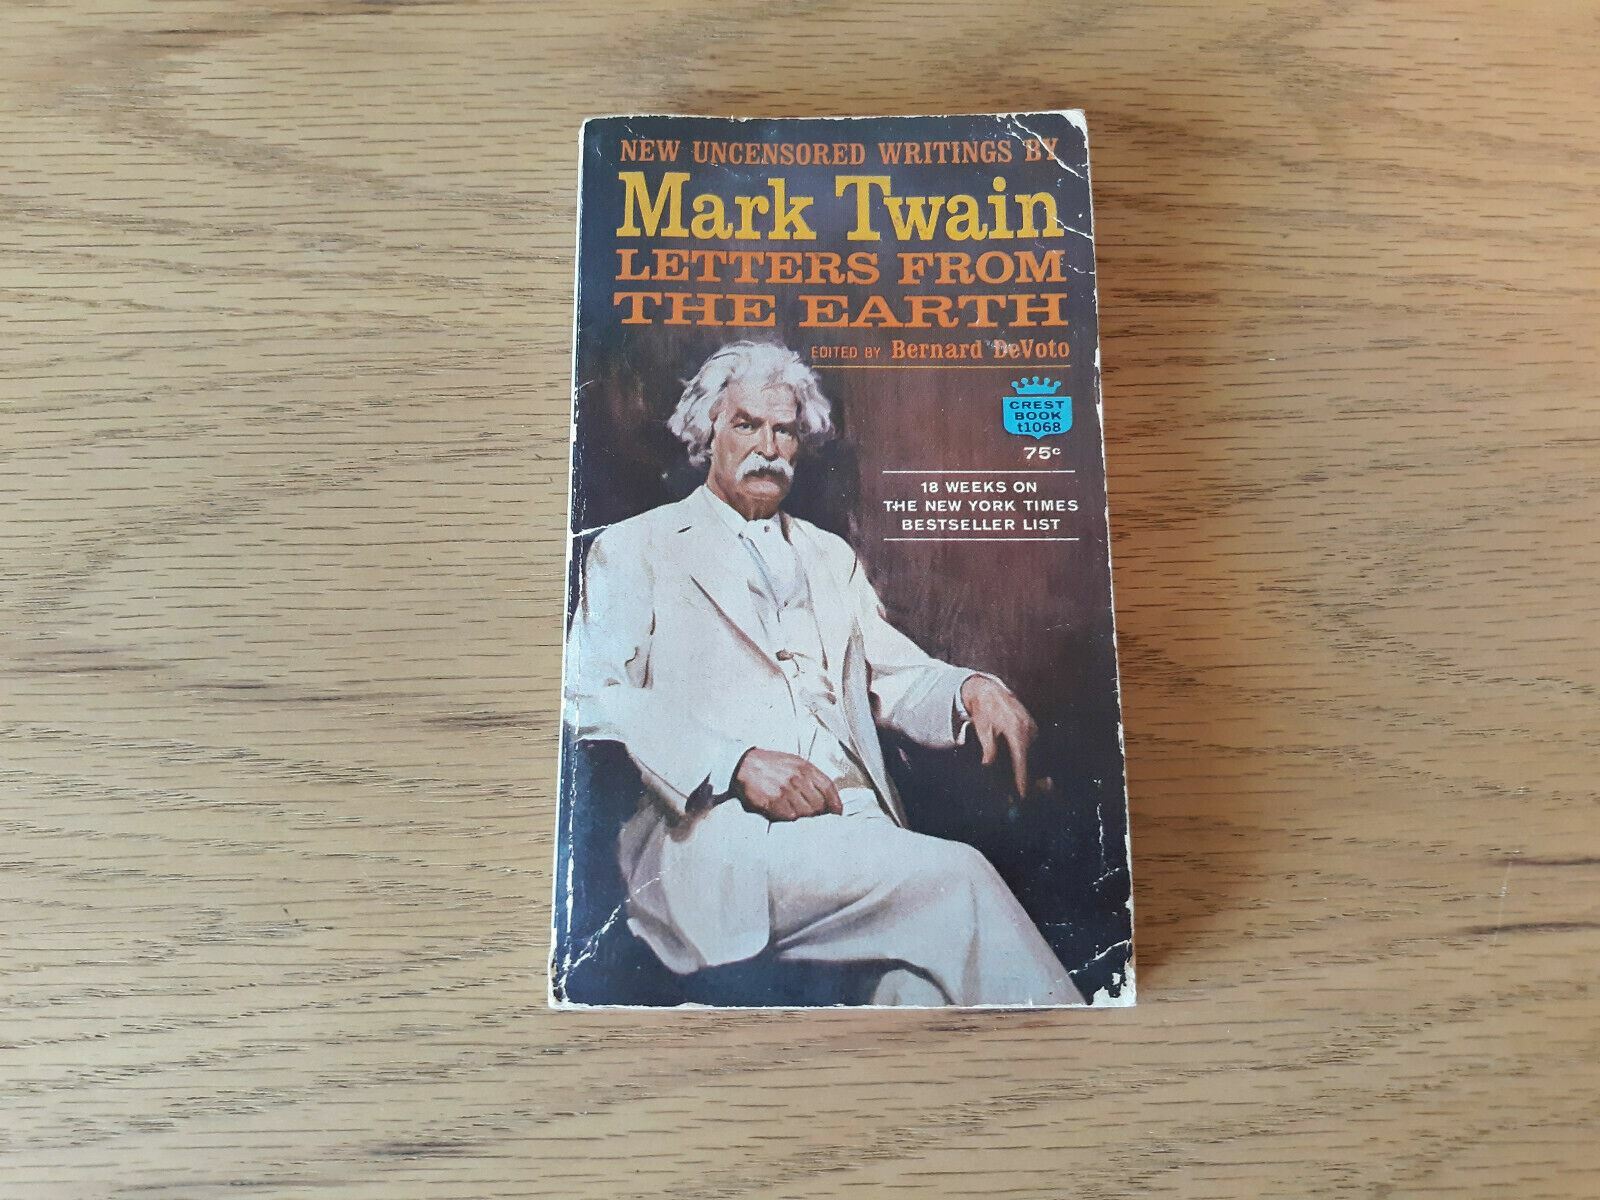 NEW UNCENSORED WRITINGS BY
Mark Twain
LETTERS FROM
THE EARTH
EDITED BY Bernard DeVoto
CREST
BOOK
t1068
75c
18 WEEKS ON
THE NEW YORK TIMES
BESTSELLER LIST